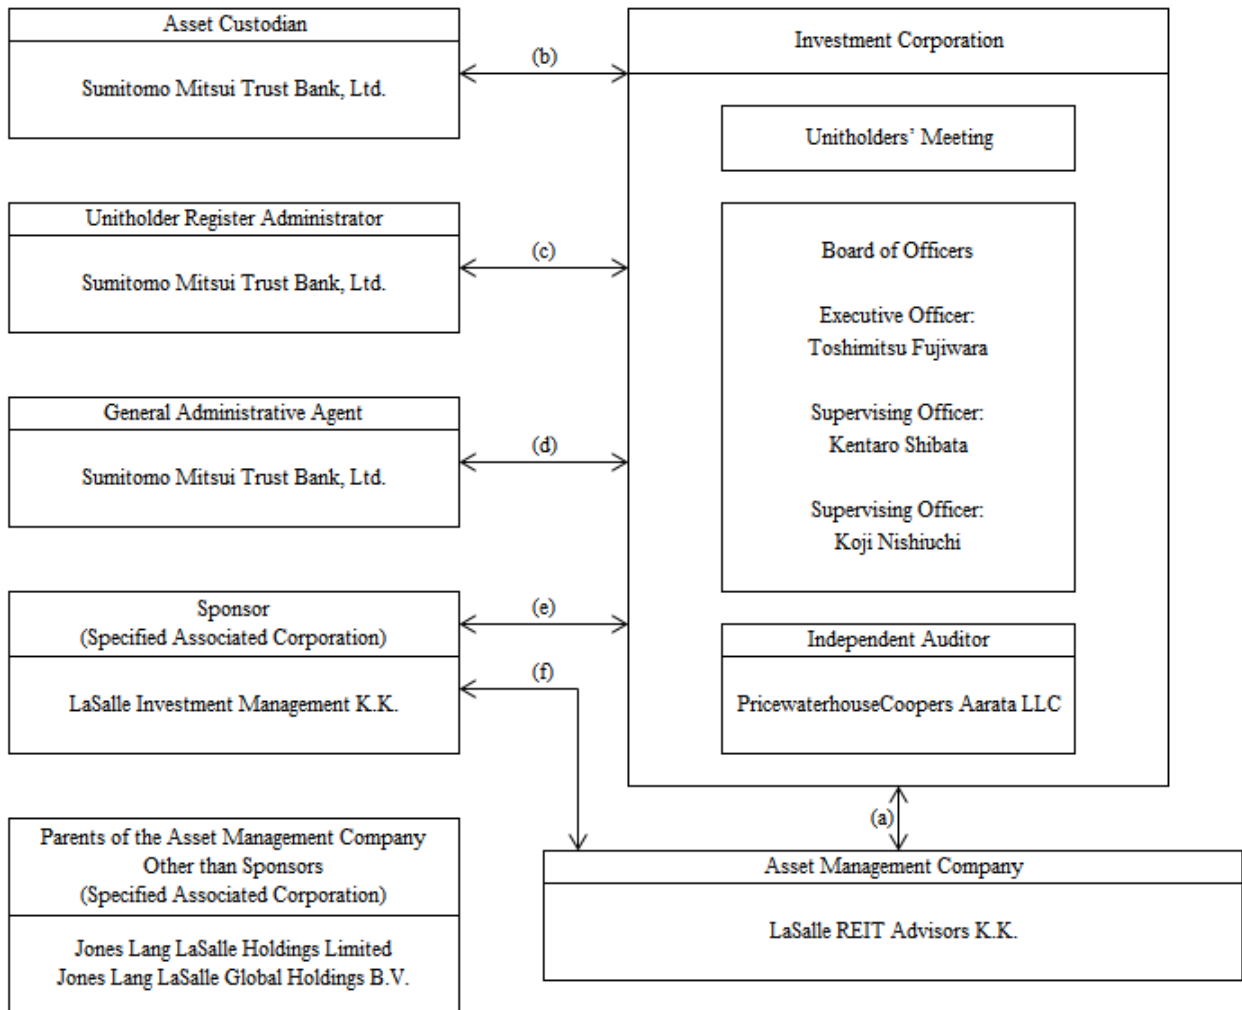 Asset Custodian
Sumitomo Mitsui Trust Bank, Ltd.
(b)
Investment Corporation
Unitholders’ Meeting
Unitholder Register Administrator
Sumitomo Mitsui Trust Bank, Ltd.
(c)
Board of Officers
Executive Officer:
Toshimitsu Fujiwara
Supervising Officer:
Kentaro Shibata
Supervising Officer:
Koji Nishiuchi
General Administrative Agent
Sumitomo Mitsui Trust Bank, Ltd.
(d)
Sponsor
(Specified Associated Corporation)
LaSalle Investment Management K.K.
(e)
(f)
Independent Auditor
PricewaterhouseCoopers Aarata LLC
(a)
Parents of the Asset Management Company
Other than Sponsors
(Specified Associated Corporation)
Jones Lang LaSalle Holdings Limited
Jones Lang LaSalle Global Holdings B.V.
Asset Management Company
LaSalle REIT Advisors K.K.